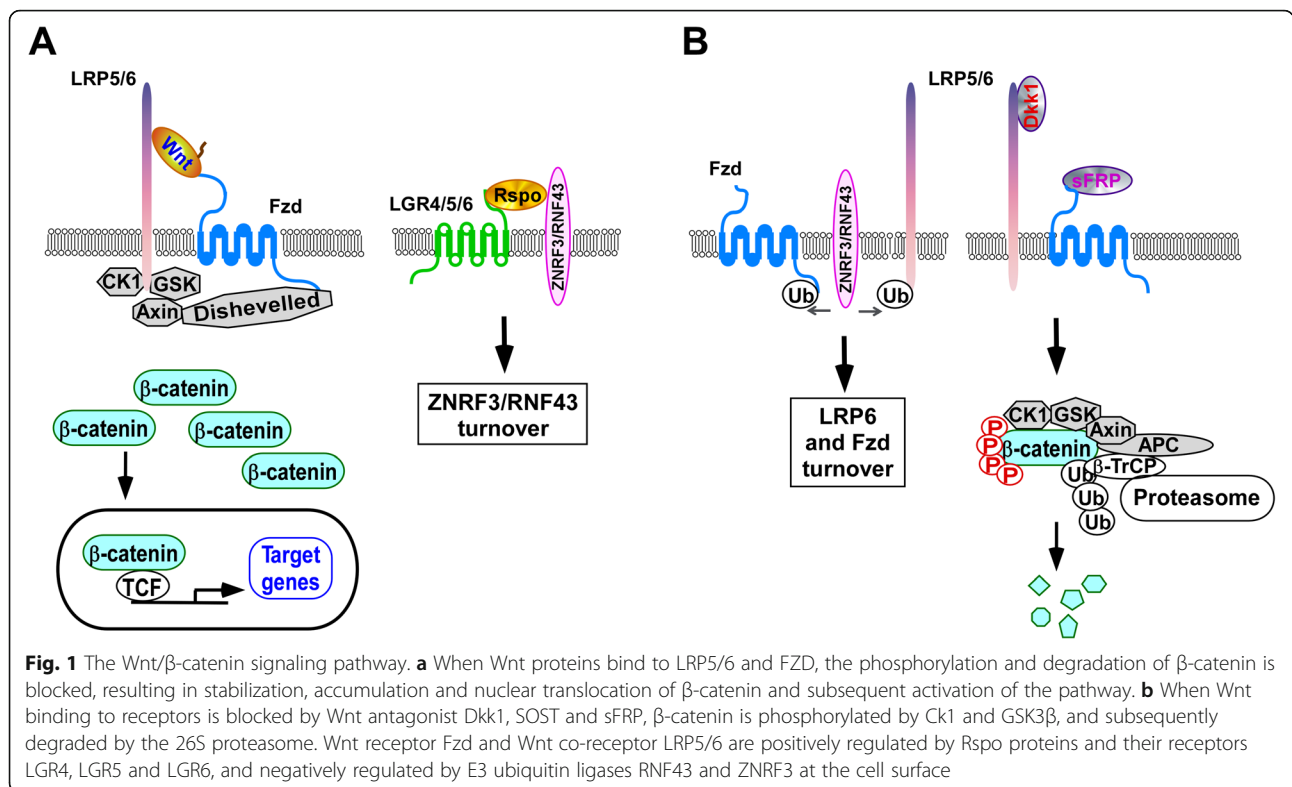 A
LRP5/6
Wnt
Fzd
CK1
GSK
Axin
Dishevelled
LGR4/5/6
Rspo
ZNRF3/RNF43
ZNRF3/RNF43
turnover
β-catenin
β-catenin
β-catenin
β-catenin
β-catenin
TCF
Target
genes
B
LRP5/6
Fzd
ZNRF3/RNF43
Ub
Ub
LRP6
and Fzd
turnover
Dkk1
sFRP
CK1
GSK
Axin
APC
P
P
P
P
β-catenin
β-TrCP
Ub
Ub
Ub
Proteasome
Fig. 1 The Wnt/β-catenin signaling pathway. a When Wnt proteins bind to LRP5/6 and FZD, the phosphorylation and degradation of β-catenin is
blocked, resulting in stabilization, accumulation and nuclear translocation of β-catenin and subsequent activation of the pathway. b When Wnt
binding to receptors is blocked by Wnt antagonist Dkk1, SOST and sFRP, β-catenin is phosphorylated by Ck1 and GSK3β, and subsequently
degraded by the 26S proteasome. Wnt receptor Fzd and Wnt co-receptor LRP5/6 are positively regulated by Rspo proteins and their receptors
LGR4, LGR5 and LGR6, and negatively regulated by E3 ubiquitin ligases RNF43 and ZNRF3 at the cell surface